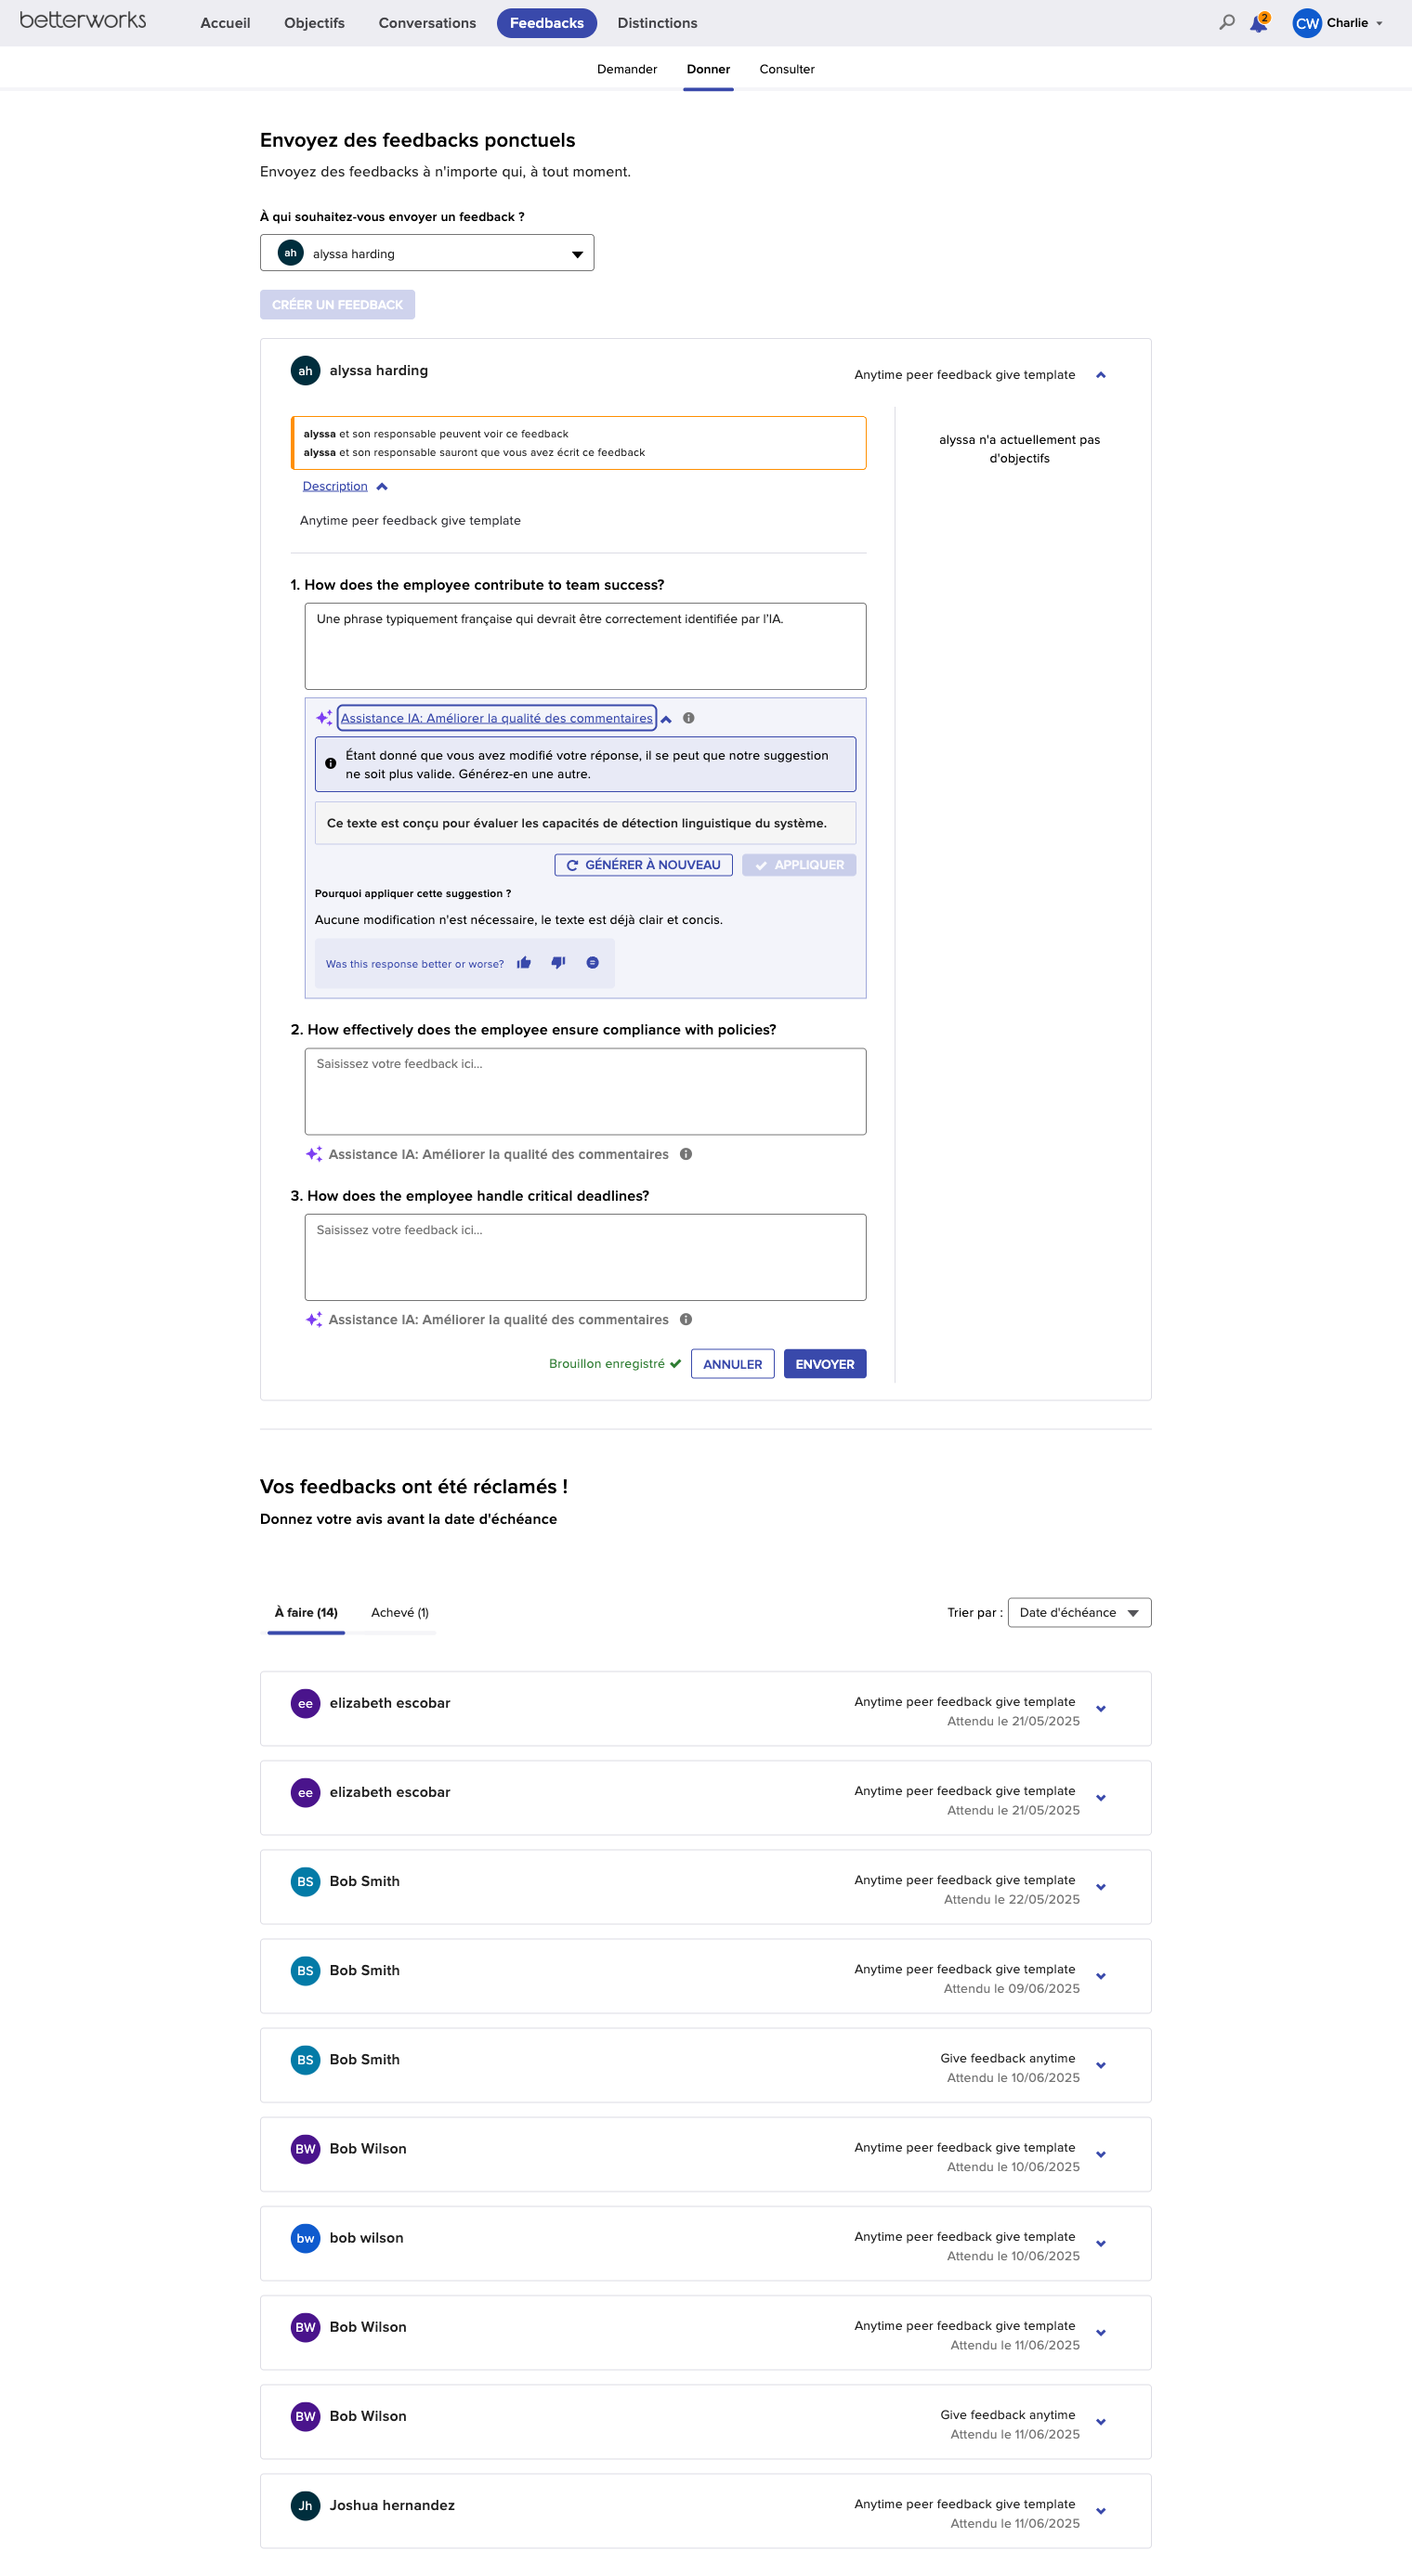 betterworks
Accueil
Objectifs
Conversations
Feedbacks
Distinctions
2
CW
Charlie
Demander
Donner
Consulter
Envoyez des feedbacks ponctuels
Envoyez des feedbacks à n'importe qui, à tout moment.
À qui souhaitez-vous envoyer un feedback ?
ah alyssa harding
CRÉER UN FEEDBACK
ah alyssa harding
Anytime peer feedback give template
alyssa et son responsable peuvent voir ce feedback
alyssa et son responsable sauront que vous avez écrit ce feedback
alyssa n'a actuellement pas
d'objectifs
Description
Anytime peer feedback give template
1. How does the employee contribute to team success?
Une phrase typiquement française qui devrait être correctement identifiée par l'IA.
Assistance IA: Améliorer la qualité des commentaires
Étant donné que vous avez modifié votre réponse, il se peut que notre suggestion
ne soit plus valide. Générez-en une autre.
Ce texte est conçu pour évaluer les capacités de détection linguistique du système.
GÉNÉRER À NOUVEAU
APPLIQUER
Pourquoi appliquer cette suggestion ?
Aucune modification n'est nécessaire, le texte est déjà clair et concis.
Was this response better or worse?
2. How effectively does the employee ensure compliance with policies?
Saisissez votre feedback ici...
Assistance IA: Améliorer la qualité des commentaires
3. How does the employee handle critical deadlines?
Saisissez votre feedback ici...
Assistance IA: Améliorer la qualité des commentaires
Brouillon enregistré
ANNULER
ENVOYER
Vos feedbacks ont été réclamés !
Donnez votre avis avant la date d'échéance
À faire (14)
Achevé (1)
Trier par :
Date d'échéance
ee elizabeth escobar
Anytime peer feedback give template
Attendu le 21/05/2025
ee elizabeth escobar
Anytime peer feedback give template
Attendu le 21/05/2025
BS Bob Smith
Anytime peer feedback give template
Attendu le 22/05/2025
BS Bob Smith
Anytime peer feedback give template
Attendu le 09/06/2025
BS Bob Smith
Give feedback anytime
Attendu le 10/06/2025
BW Bob Wilson
Anytime peer feedback give template
Attendu le 10/06/2025
bw bob wilson
Anytime peer feedback give template
Attendu le 10/06/2025
BW Bob Wilson
Anytime peer feedback give template
Attendu le 11/06/2025
BW Bob Wilson
Give feedback anytime
Attendu le 11/06/2025
Jh Joshua hernandez
Anytime peer feedback give template
Attendu le 11/06/2025